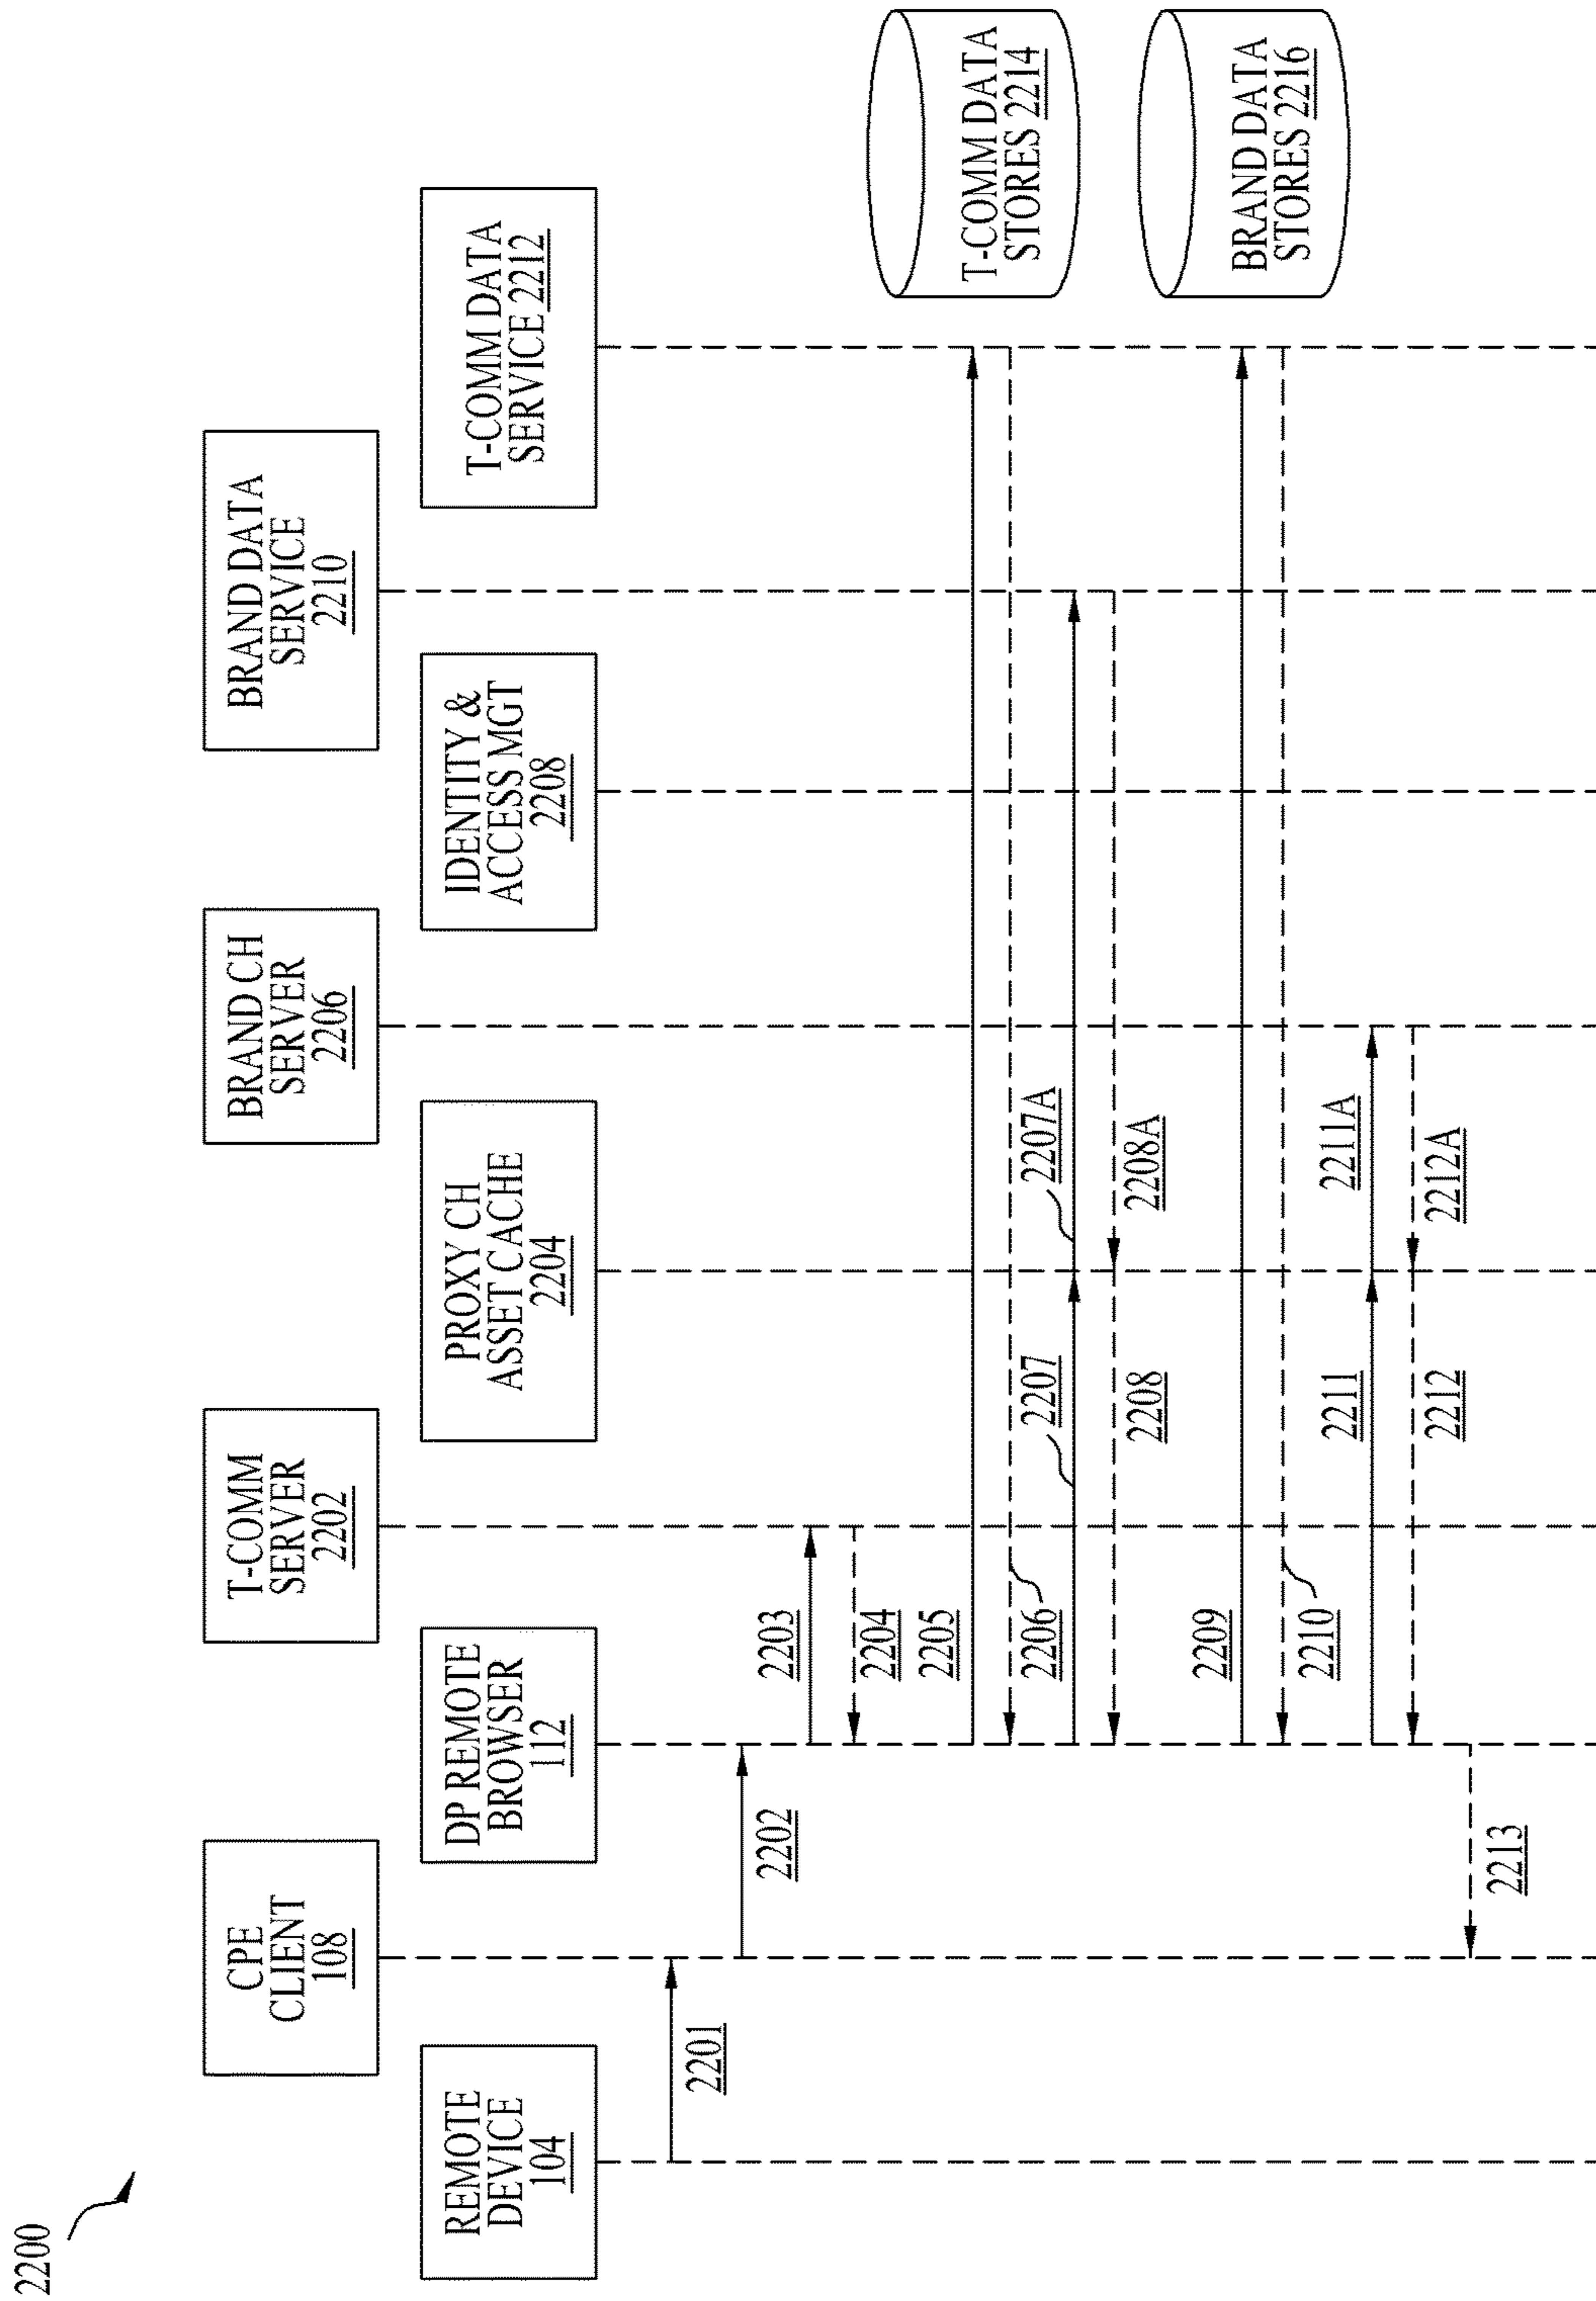 2200
REMOTE
DEVICE
104
CPE
CLIENT
108
DP REMOTE
BROWSER
112
T-COMM
SERVER
2202
PROXY CH
ASSET CACHE
2204
BRAND CH
SERVER
2206
IDENTITY &
ACCESS MGT
2208
BRAND DATA
SERVICE
2210
T-COMM DATA
SERVICE 2212
2201
2202
2203
2204
2205
2206
2207
2207A
2208
2208A
2209
2210
2211
2211A
2212
2212A
2213
T-COMM DATA
STORES 2214
BRAND DATA
STORES 2216